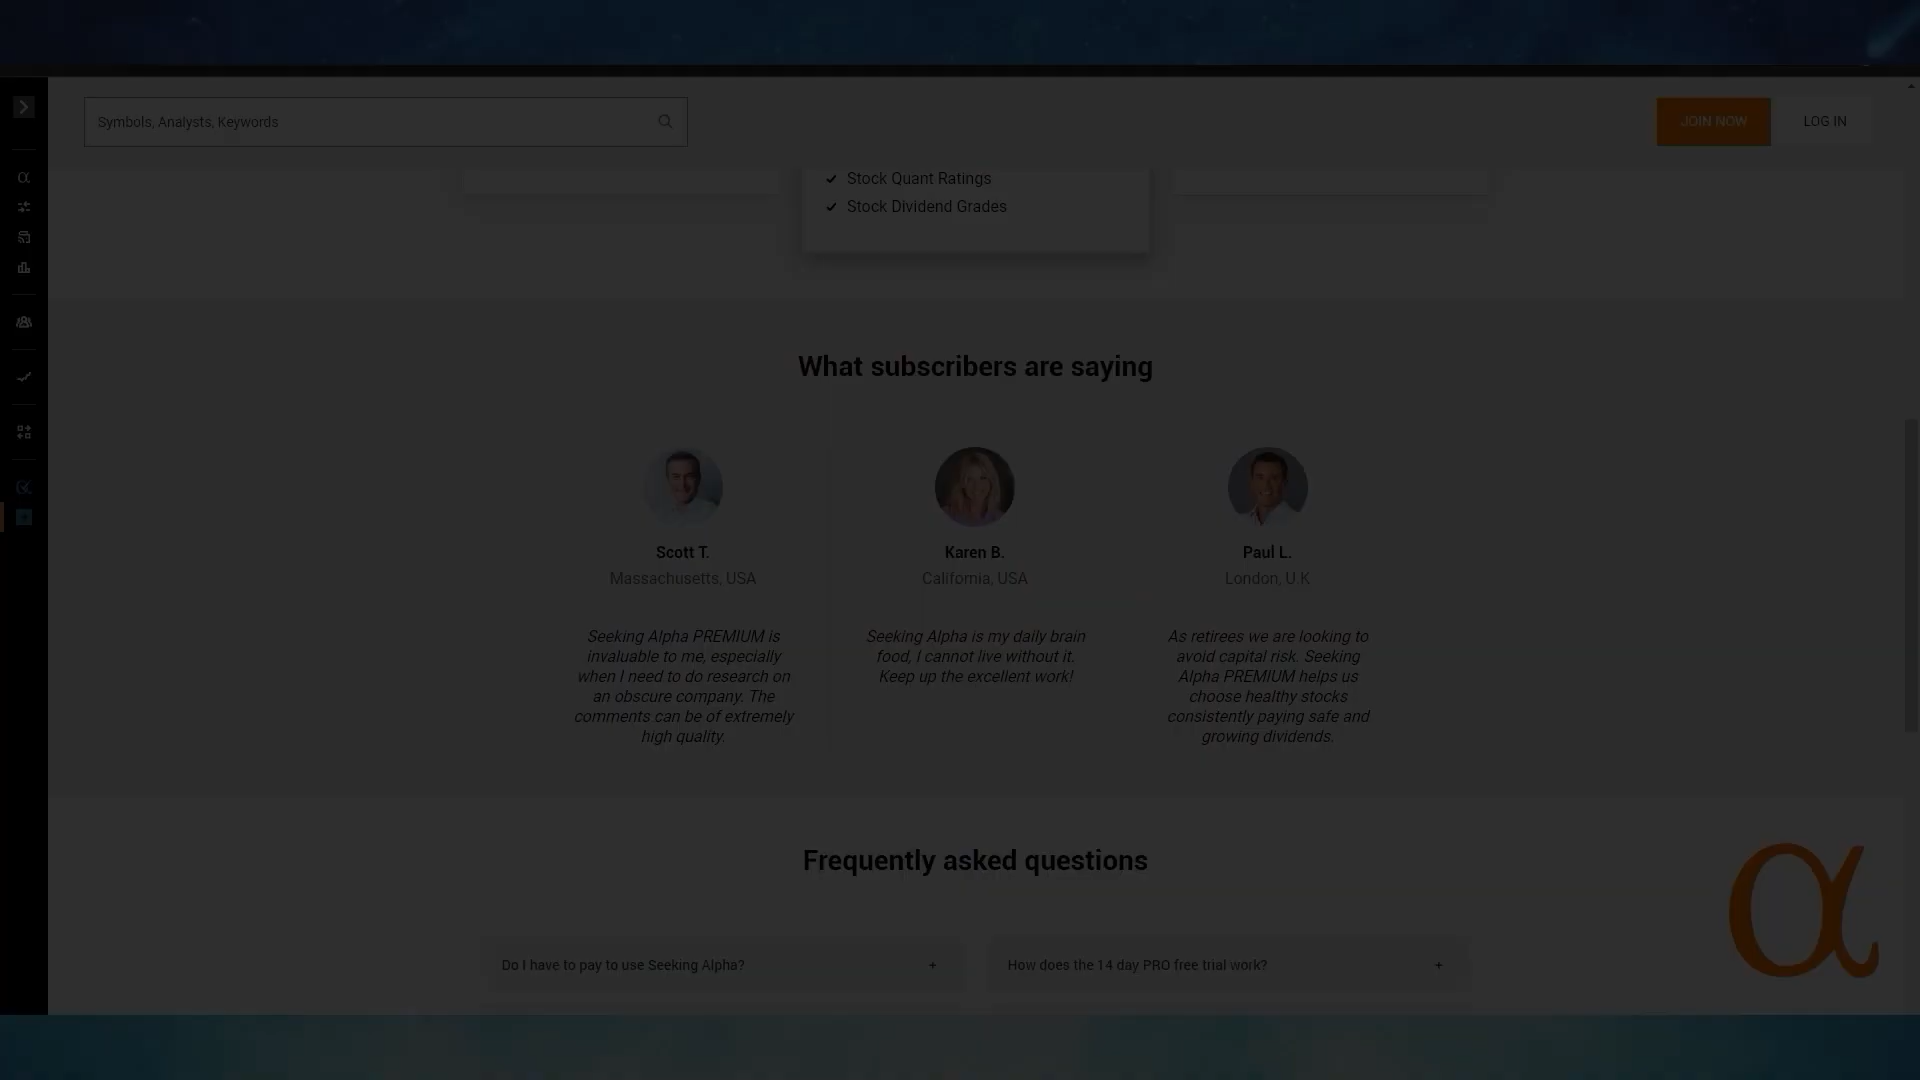 Symbols, Analysts, Keywords
JOIN NOW
LOG IN
Stock Quant Ratings
Stock Dividend Grades
What subscribers are saying
Scott T.
Massachusetts, USA
Seeking Alpha PREMIUM is
invaluable to me, especially
when I need to do research on
an obscure company. The
comments can be of extremely
high quality.
Karen B.
California, USA
Seeking Alpha is my daily brain
food, I cannot live without it.
Keep up the excellent work!
Paul L.
London, U.K
As retirees we are looking to
avoid capital risk. Seeking
Alpha PREMIUM helps us
choose healthy stocks
consistently paying safe and
growing dividends.
Frequently asked questions
Do I have to pay to use Seeking Alpha? +
How does the 14 day PRO free trial work? +
α